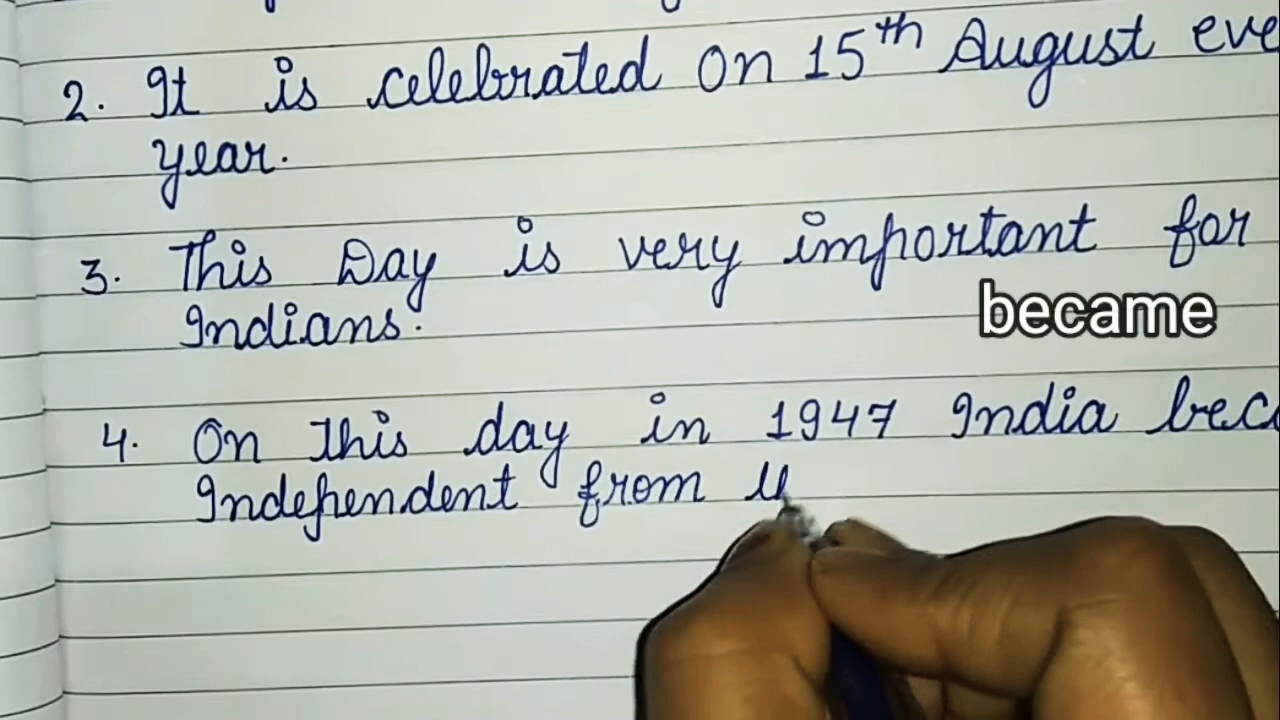 2. It is celebrated on 15th August eve
year.
3. This Day is very important for
Indians.
became
4. On this day in 1947 India beca
Independent from